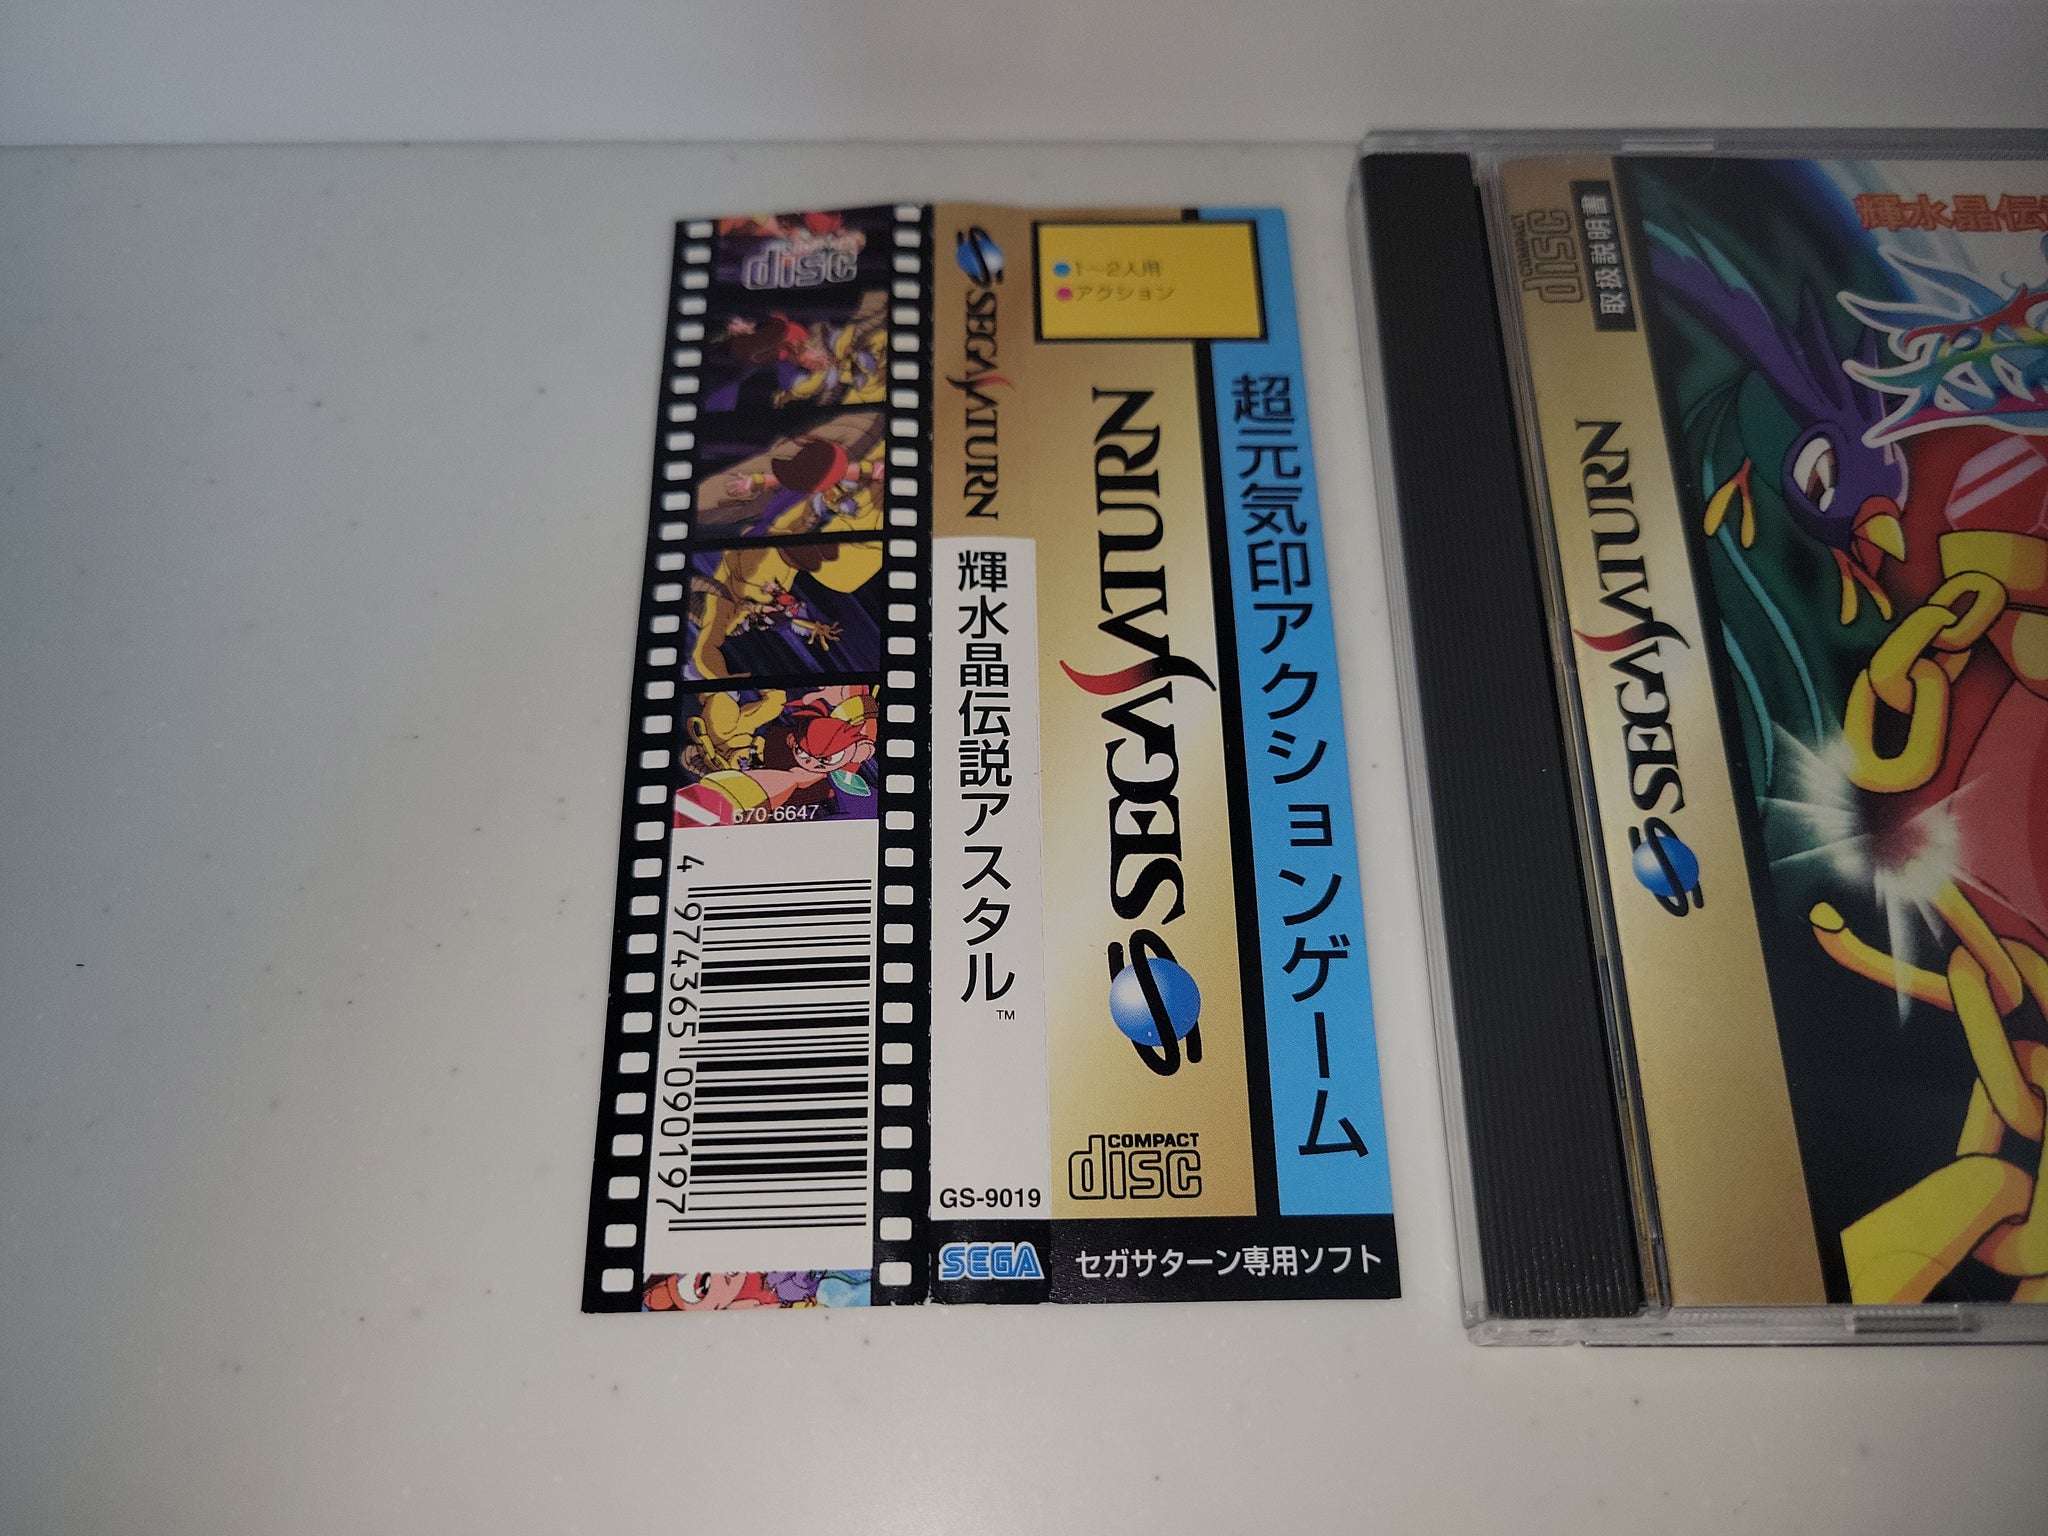 disc
670-6647
4 974365 090197
SEGA SATURN
輝水晶伝説アスタル™
GS-9019
SEGA
1〜2人用
アクション
SEGA SATURN
COMPACT
disc
超元気印アクションゲーム
セガサターン専用ソフト
COMPACT
disc
取扱説明書
SEGA SATURN
輝水晶伝